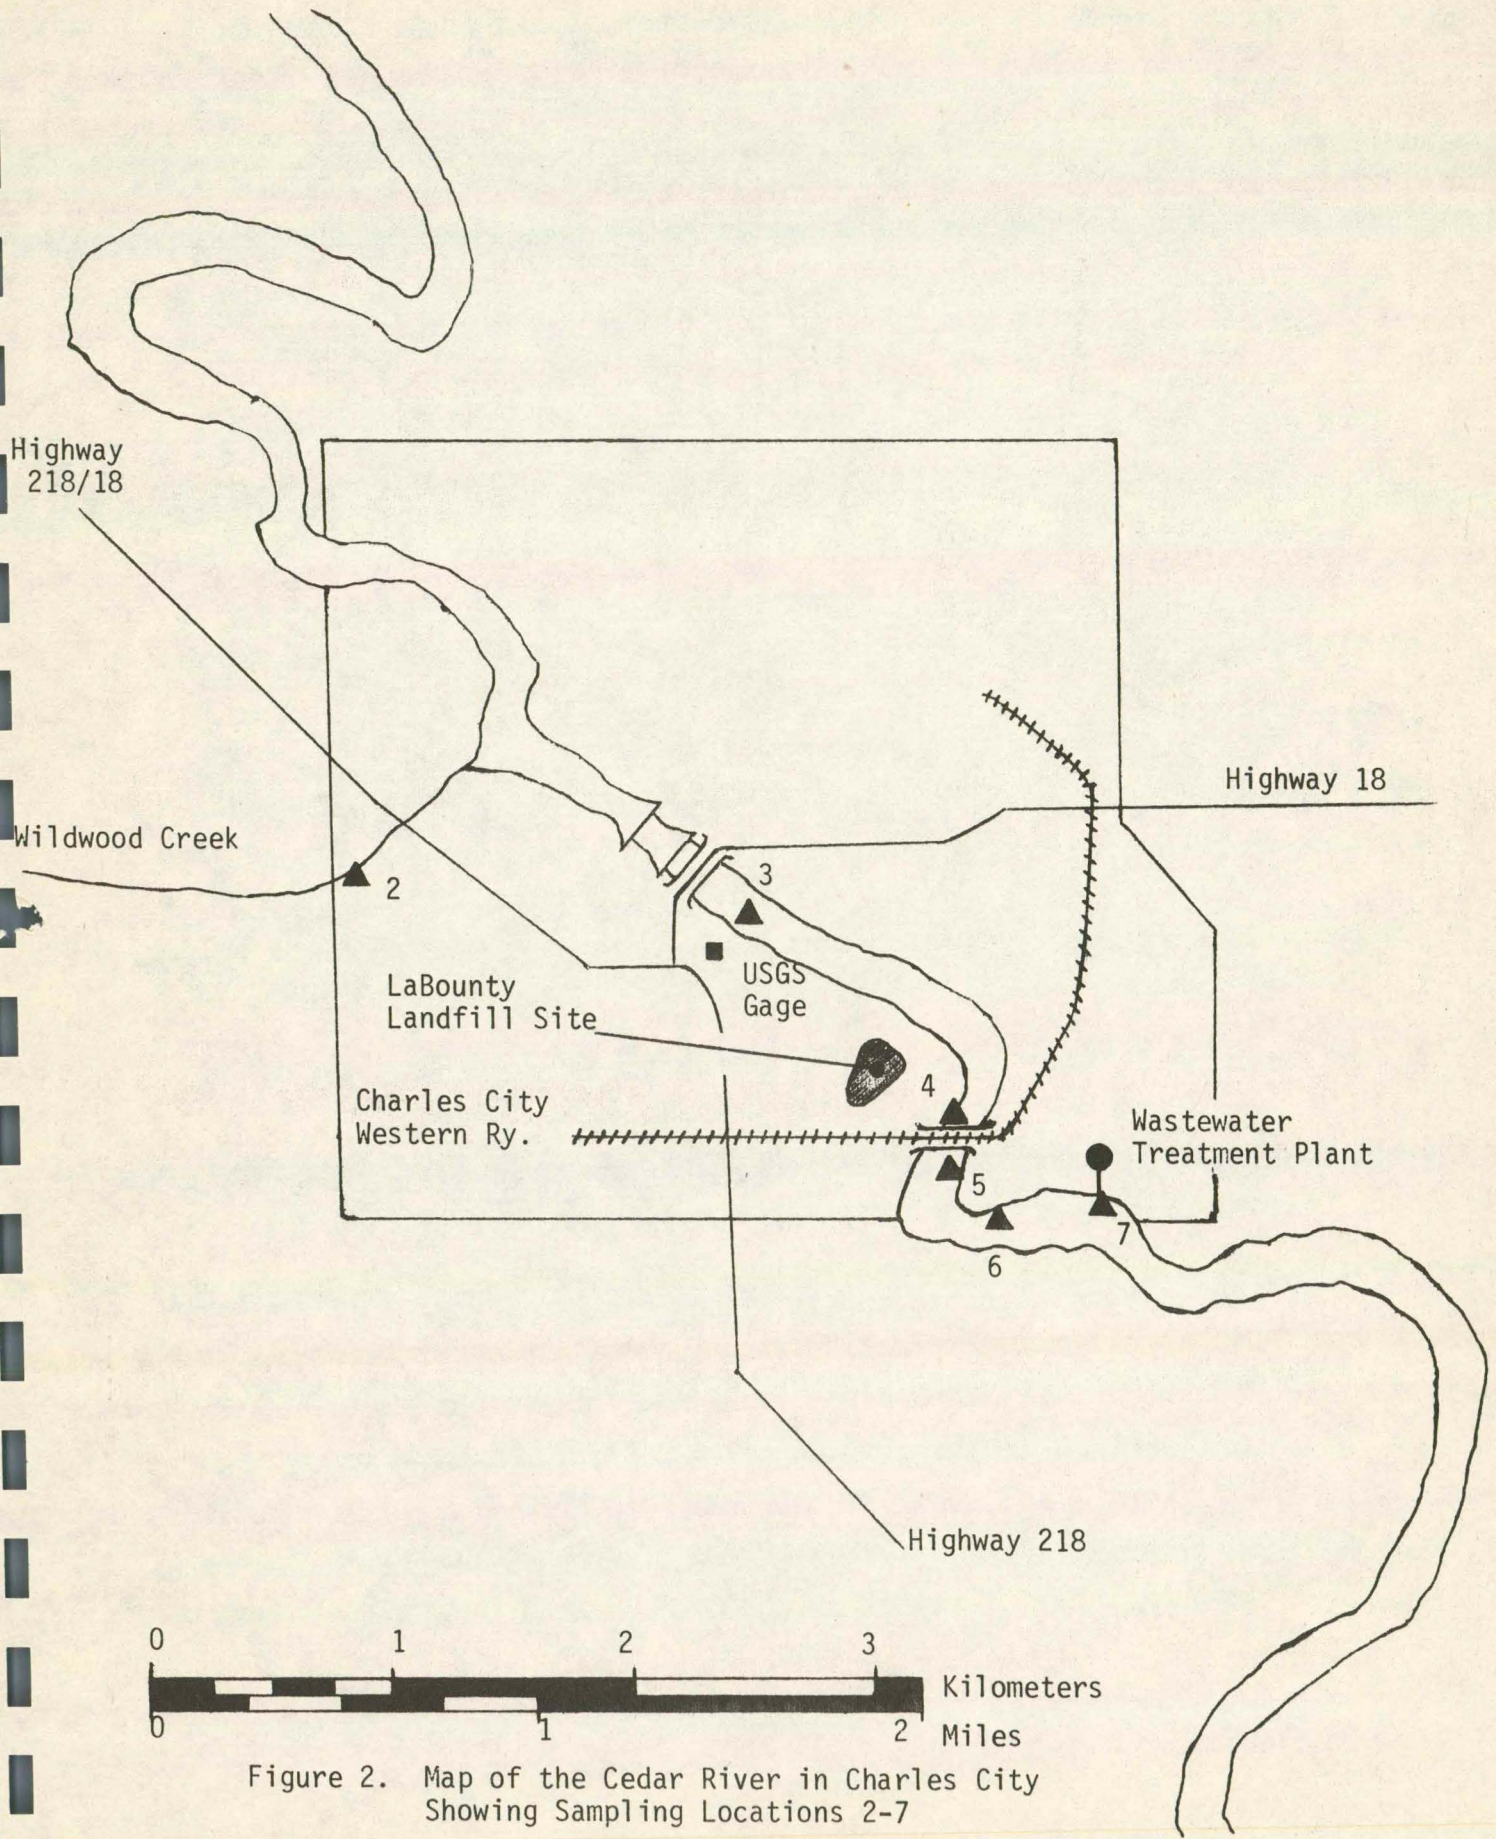 Highway
218/18
Highway 18
Wildwood Creek
2
3
USGS
Gage
LaBounty
Landfill Site
4
Charles City
Western Ry.
Wastewater
Treatment Plant
5
7
6
Highway 218
0 1 2 3
Kilometers
0 1 2 Miles
Figure 2. Map of the Cedar River in Charles City
Showing Sampling Locations 2-7